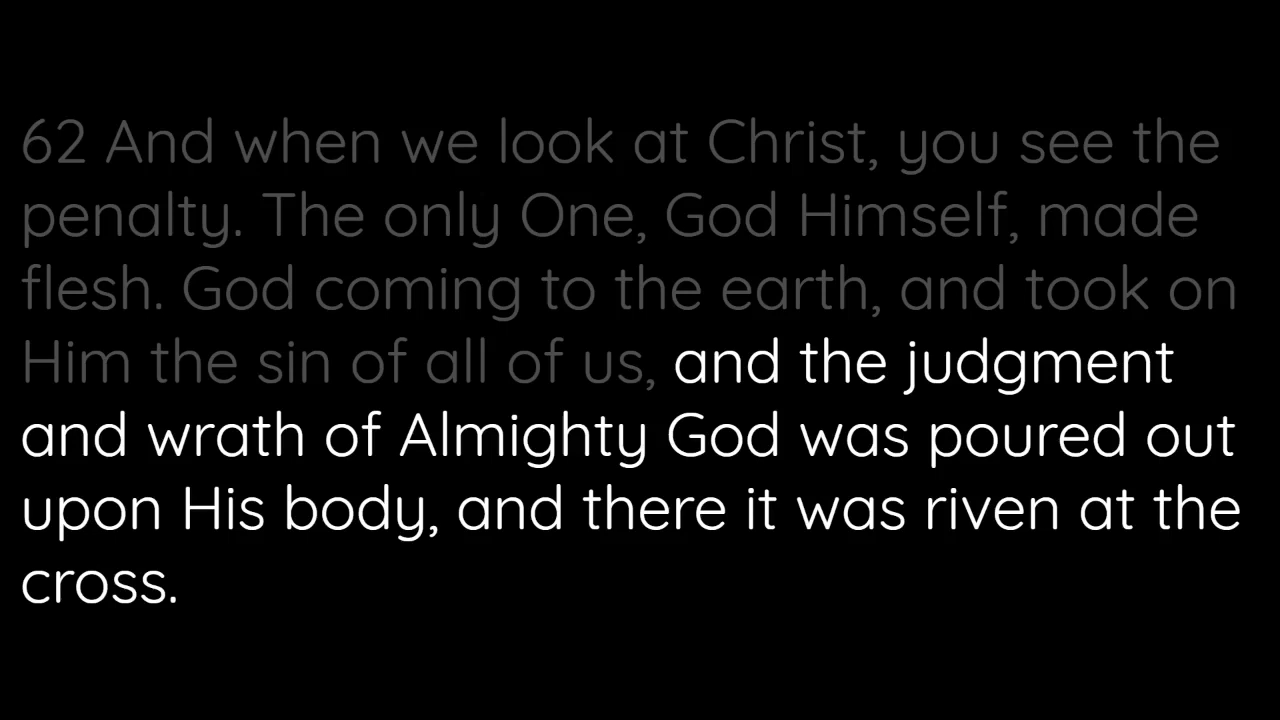 62 And when we look at Christ, you see the
penalty. The only One, God Himself, made
flesh. God coming to the earth, and took on
Him the sin of all of us, and the judgment
and wrath of Almighty God was poured out
upon His body, and there it was riven at the
cross.